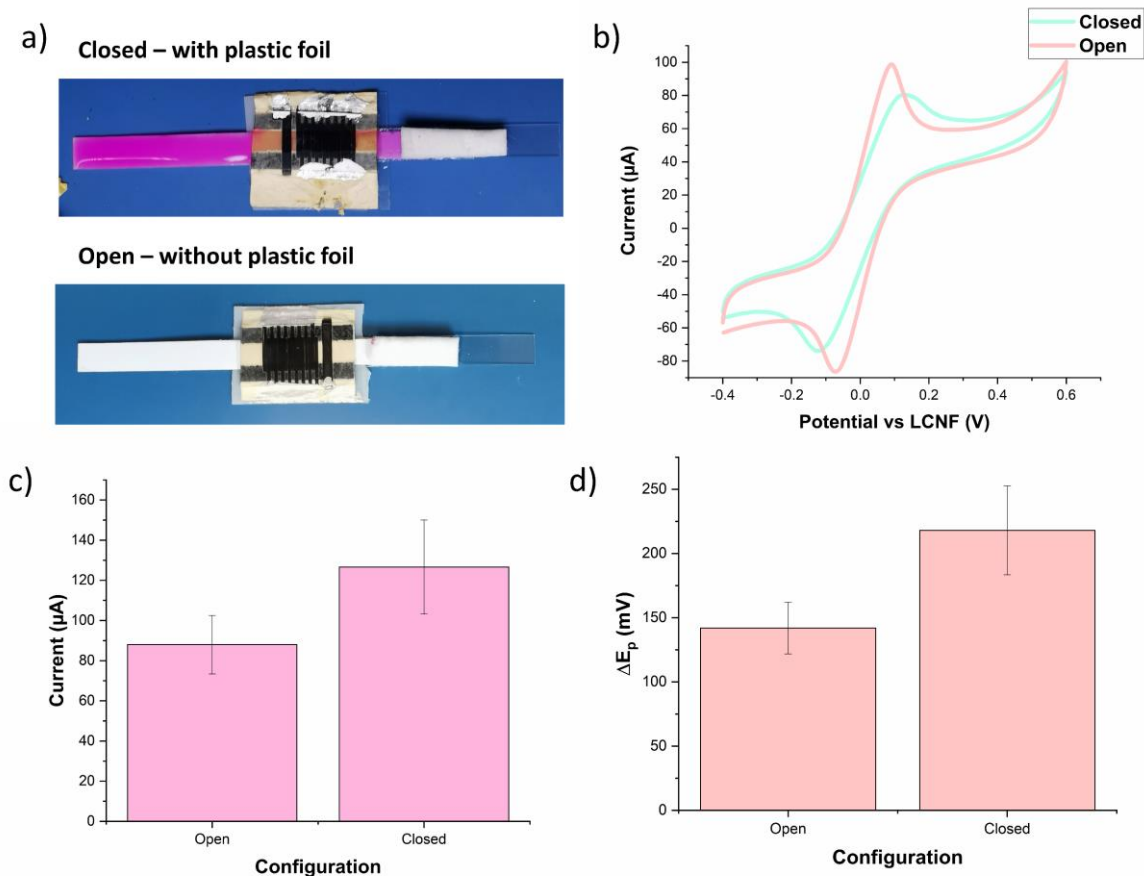 a)
Closed – with plastic foil
Open – without plastic foil
b)
Closed
Open
100
80
60
40
20
0
-20
-40
-60
-80
Current (µA)
-0.4
-0.2
0.0
0.2
0.4
0.6
Potential vs LCNF (V)
c)
160
140
120
100
80
60
40
20
0
Current (µA)
Open
Closed
Configuration
d)
250
200
150
100
50
0
ΔEp (mV)
Open
Closed
Configuration